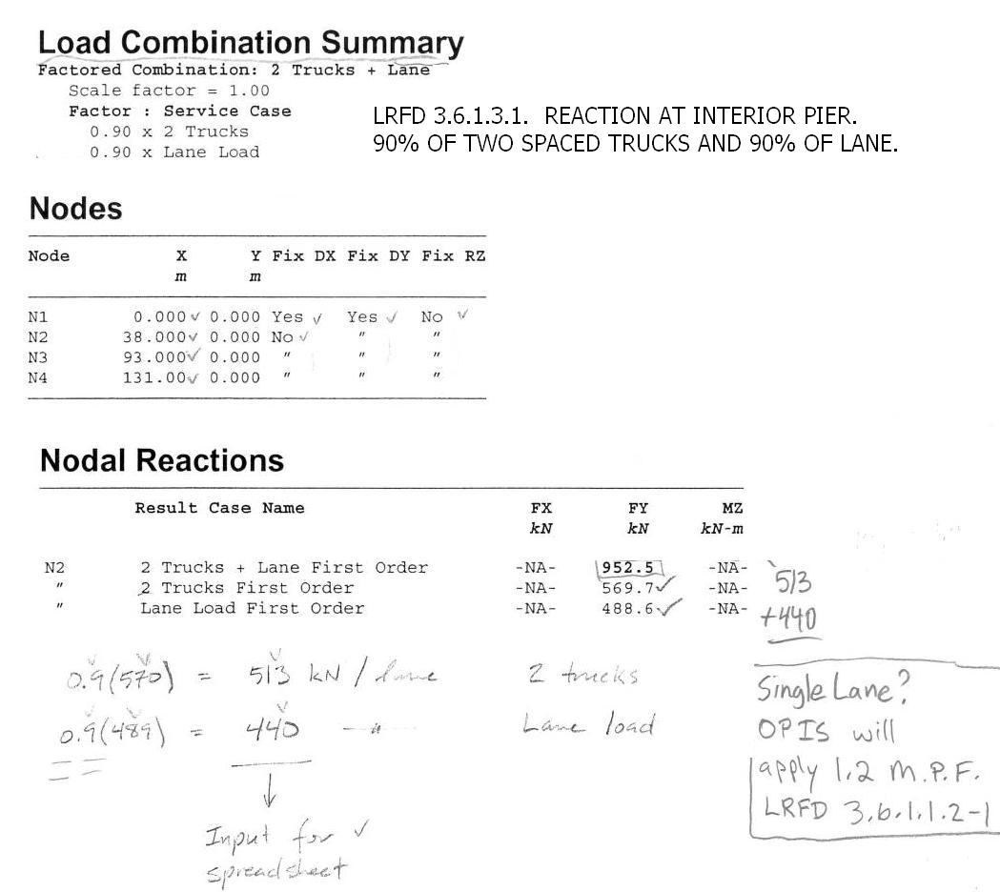 Load Combination Summary
Factored Combination: 2 Trucks + Lane
Scale factor = 1.00
Factor : Service Case
0.90 x 2 Trucks
0.90 x Lane Load
LRFD 3.6.1.3.1. REACTION AT INTERIOR PIER.
90% OF TWO SPACED TRUCKS AND 90% OF LANE.
Nodes
Node X Y Fix DX Fix DY Fix RZ
m m
N1 0.000 ✓ 0.000 Yes ✓ Yes ✓ No ✓
N2 38.000 ✓ 0.000 No ✓ " "
N3 93.000 ✓ 0.000 " " "
N4 131.00 ✓ 0.000 " " "
Nodal Reactions
Result Case Name FX FY MZ
kN kN kN-m
N2 2 Trucks + Lane First Order -NA- 952.5 -NA-
" 2 Trucks First Order -NA- 569.7 ✓ -NA-
" Lane Load First Order -NA- 488.6 ✓ -NA-
513
+440
0.9(570) = 513 kN / lane 2 trucks
0.9(489) = 440 — " — Lane load
Input for ✓
spreadsheet
Single Lane?
OPIS will
apply 1.2 M.P.F.
LRFD 3.6.1.1.2-1